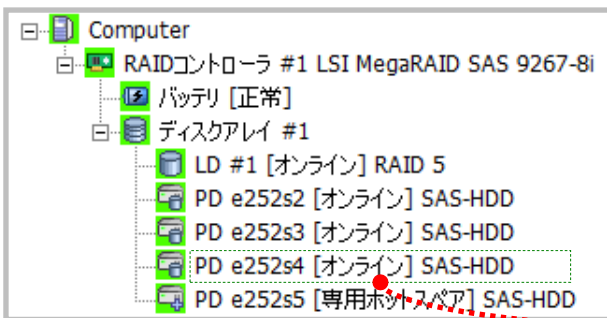 Computer
RAIDコントローラ #1 LSI MegaRAID SAS 9267-8i
バッテリ [正常]
ディスクアレイ #1
LD #1 [オンライン] RAID 5
PD e252s2 [オンライン] SAS-HDD
PD e252s3 [オンライン] SAS-HDD
PD e252s4 [オンライン] SAS-HDD
PD e252s5 [専用ホットスペア] SAS-HDD